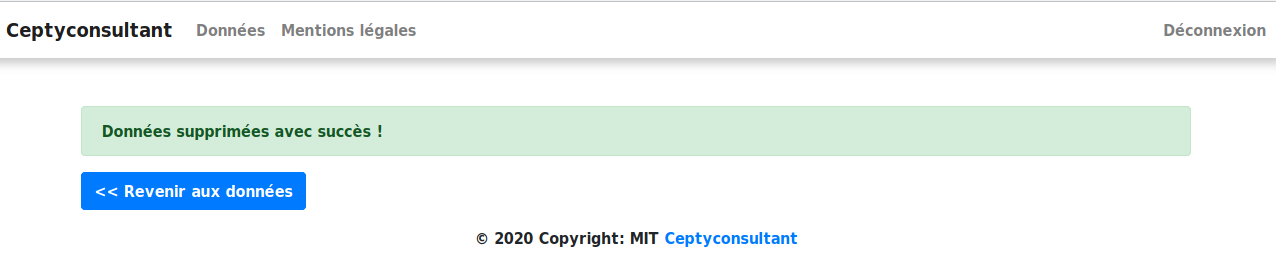 Ceptyconsultant Données Mentions légales Déconnexion
Données supprimées avec succès !
<< Revenir aux données
© 2020 Copyright: MIT Ceptyconsultant